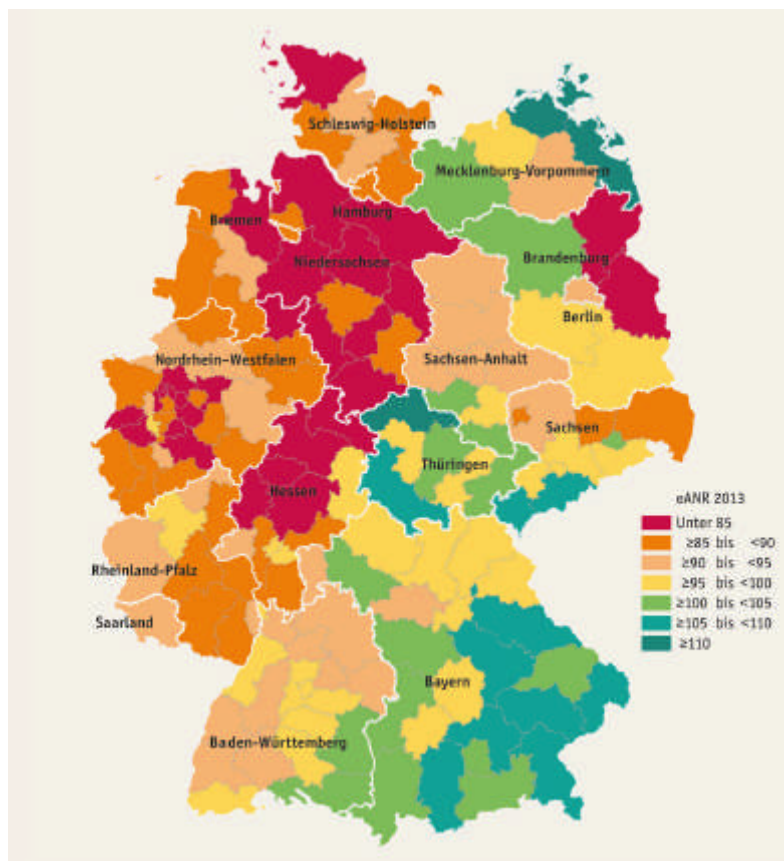 Schleswig-Holstein
Mecklenburg-Vorpommern
Hamburg
Bremen
Niedersachsen
Brandenburg
Berlin
Nordrhein-Westfalen
Sachsen-Anhalt
Sachsen
Thüringen
Hessen
Rheinland-Pfalz
Saarland
Bayern
Baden-Württemberg
eANR 2013
Unter 85
≥85 bis <90
≥90 bis <95
≥95 bis <100
≥100 bis <105
≥105 bis <110
≥110